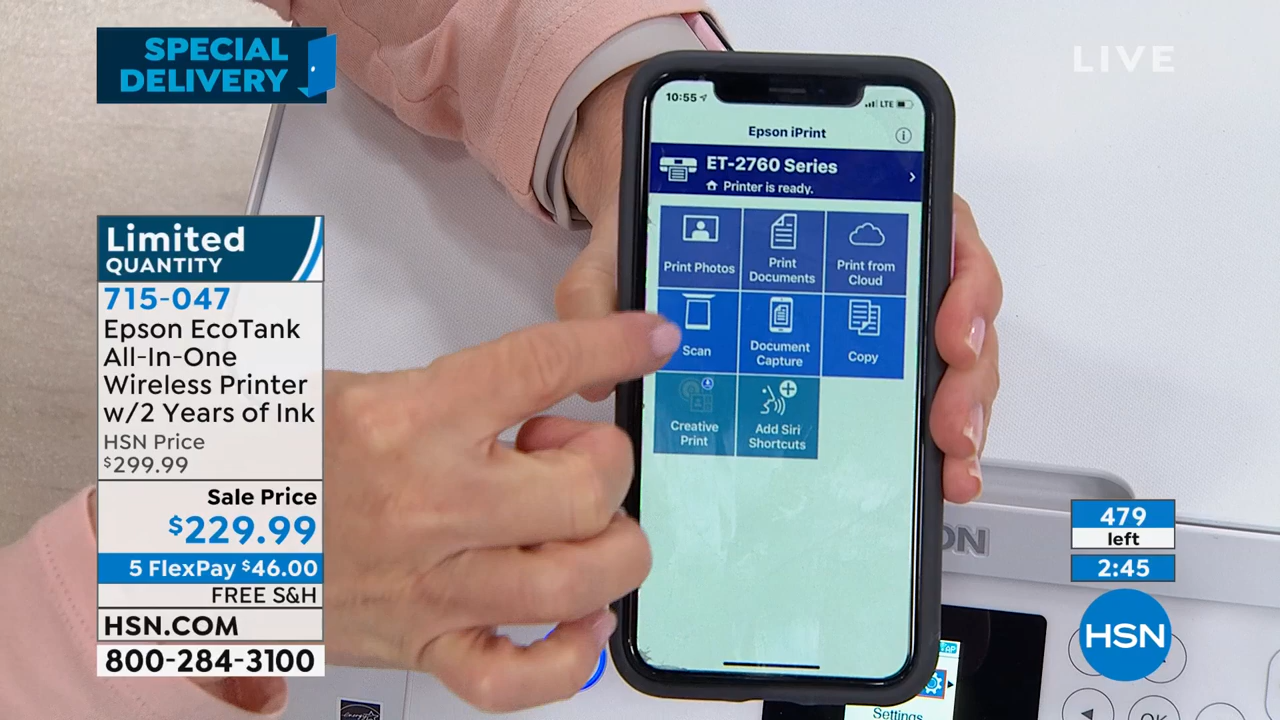 SPECIAL
DELIVERY
LIVE
Limited
QUANTITY
715-047
Epson EcoTank
All-In-One
Wireless Printer
w/2 Years of Ink
HSN Price
$299.99
Sale Price
$229.99
5 FlexPay $46.00
FREE S&H
HSN.COM
800-284-3100
10:55
LTE
Epson iPrint
ET-2760 Series
Printer is ready.
Print Photos
Print
Documents
Print from
Cloud
Scan
Document
Capture
Copy
Creative
Print
Add Siri
Shortcuts
ON
Settings
OK
479
left
2:45
HSN